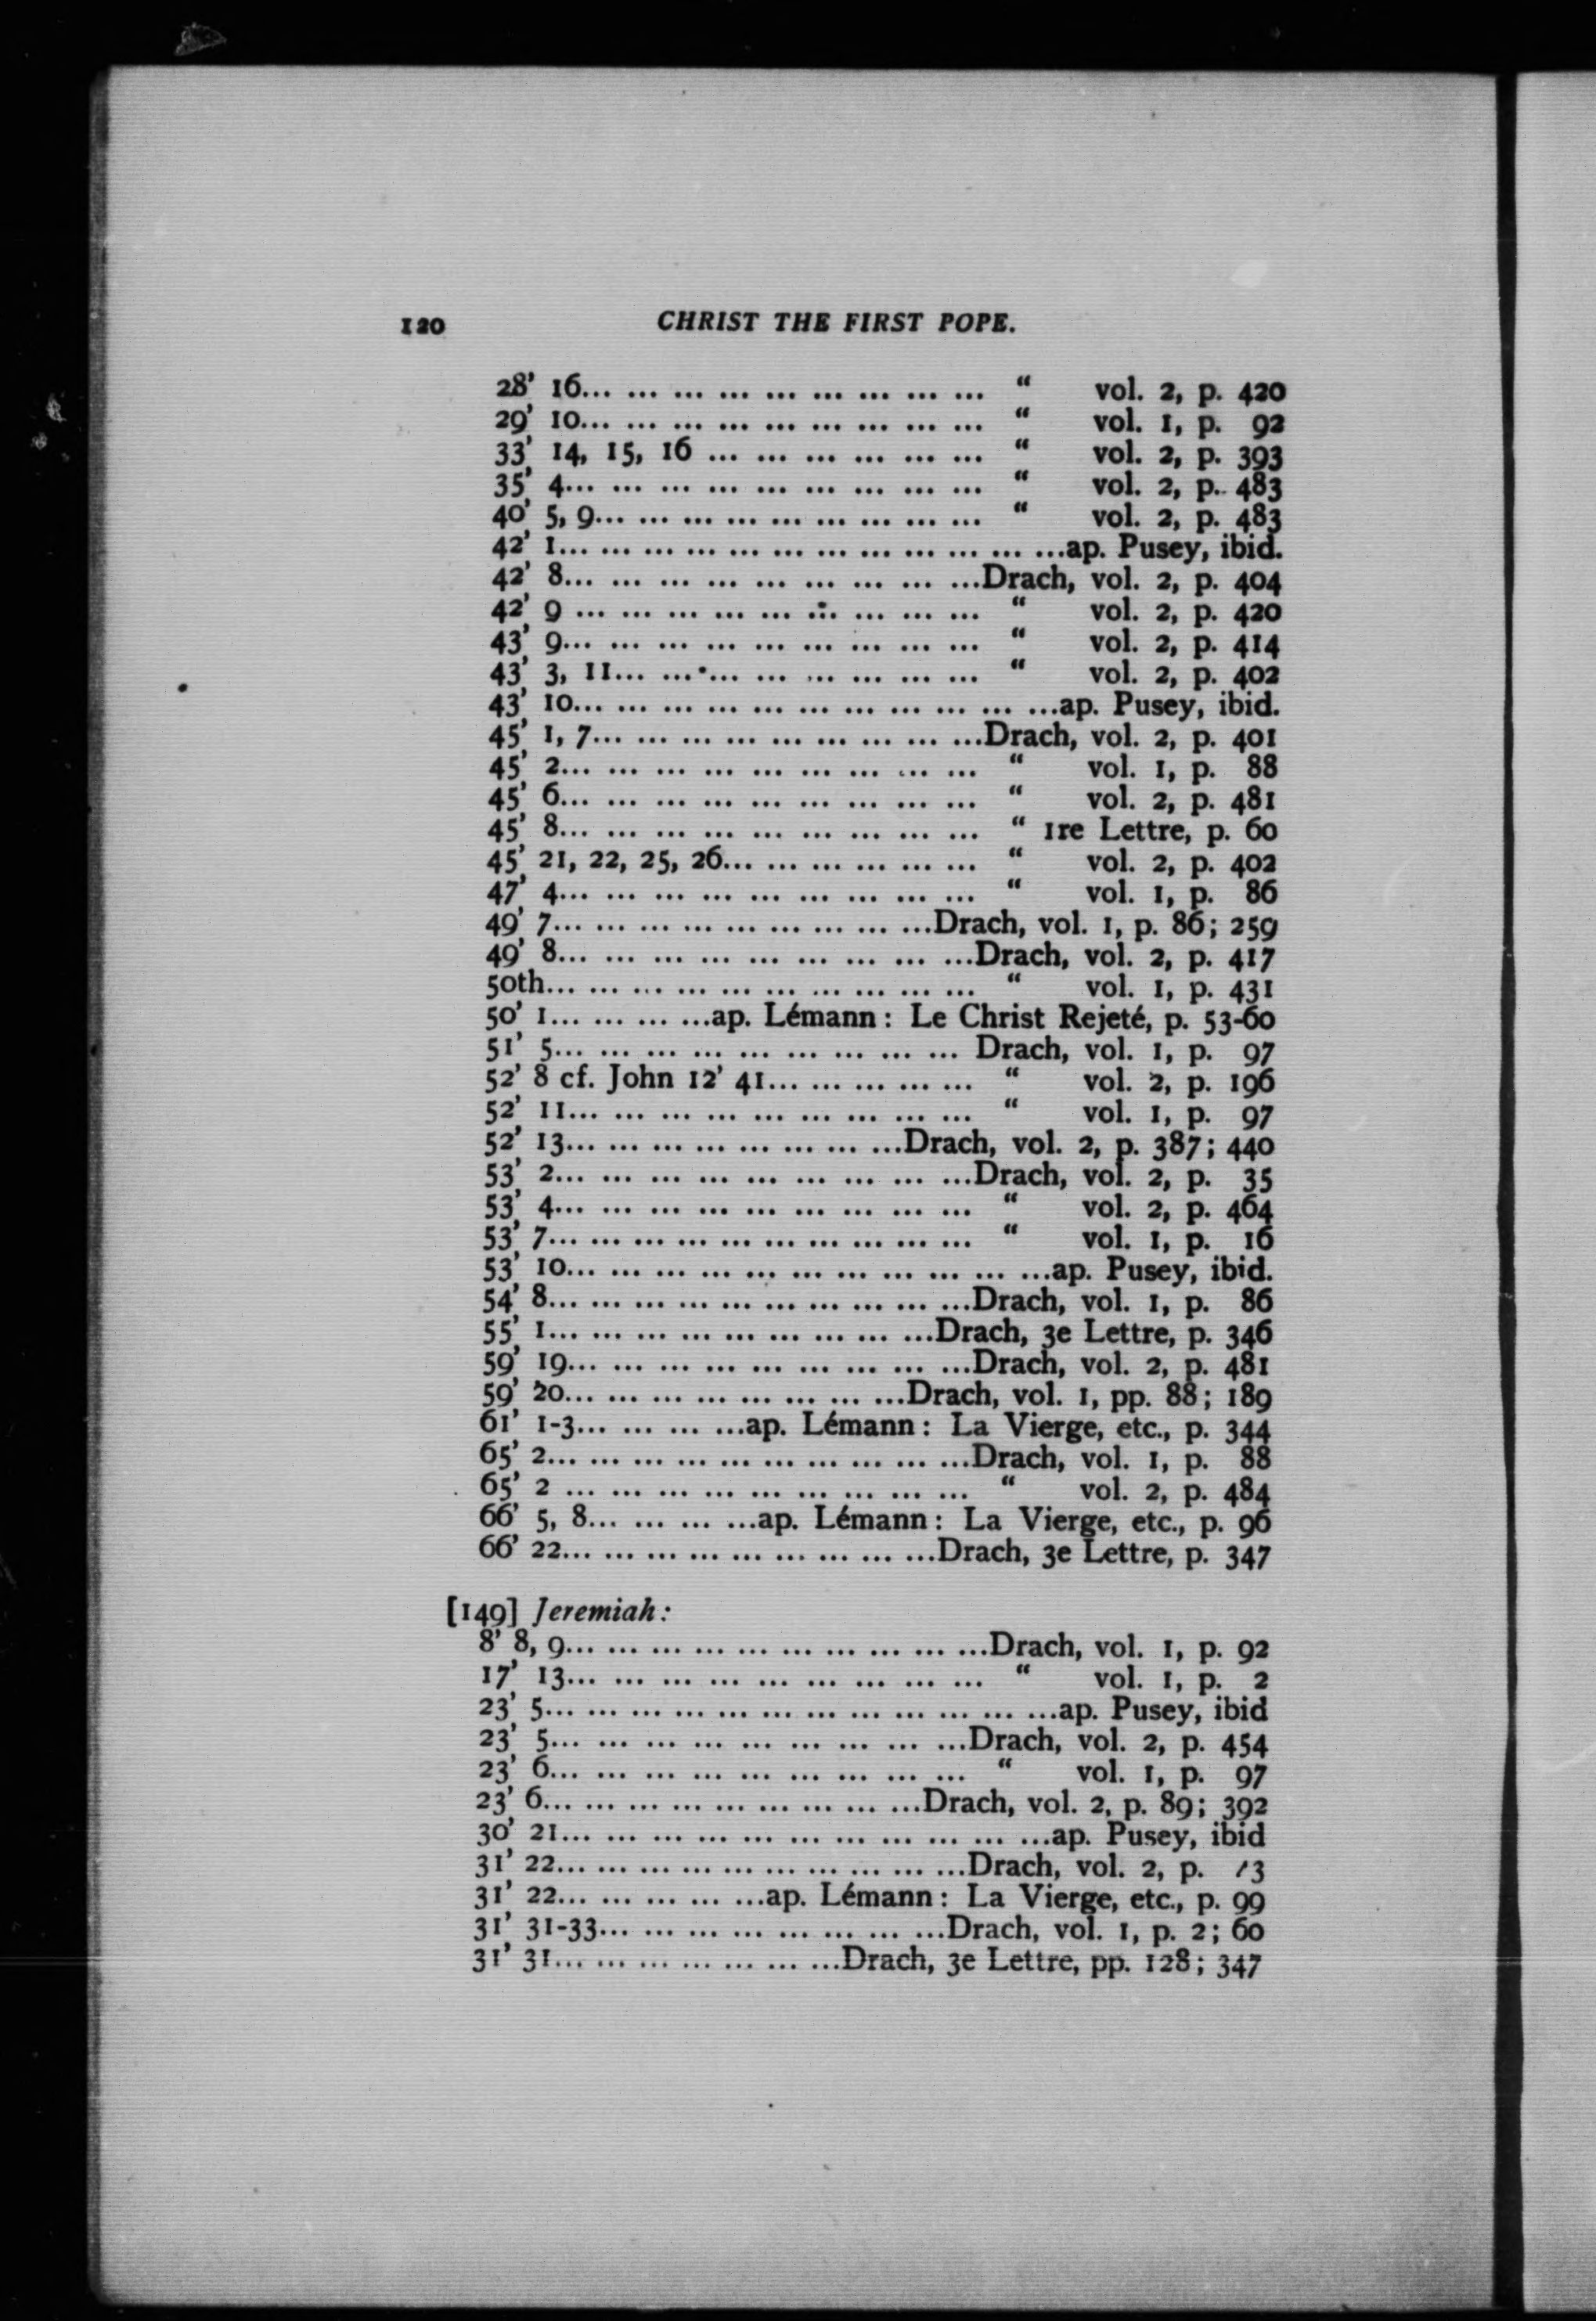 120 CHRIST THE FIRST POPE.
28’ 16... ... ... ... ... ... ... ... ... “ vol. 2, p. 420
29’ 10... ... ... ... ... ... ... ... ... “ vol. 1, p. 92
33’ 14, 15, 16 ... ... ... ... ... ... “ vol. 2, p. 393
35’ 4... ... ... ... ... ... ... ... ... “ vol. 2, p. 483
40’ 5, 9... ... ... ... ... ... ... ... ... “ vol. 2, p. 483
42’ 1... ... ... ... ... ... ... ... ... ... ... ...ap. Pusey, ibid.
42’ 8... ... ... ... ... ... ... ... ... ...Drach, vol. 2, p. 404
42’ 9 ... ... ... ... ... ... ... ... ... “ vol. 2, p. 420
43’ 9... ... ... ... ... ... ... ... ... “ vol. 2, p. 414
43’ 3, 11... ... ... ... ... ... ... ... “ vol. 2, p. 402
43’ 10... ... ... ... ... ... ... ... ... ... ...ap. Pusey, ibid.
45’ 1, 7... ... ... ... ... ... ... ... ...Drach, vol. 2, p. 401
45’ 2... ... ... ... ... ... ... ... ... “ vol. 1, p. 88
45’ 6... ... ... ... ... ... ... ... ... “ vol. 2, p. 481
45’ 8... ... ... ... ... ... ... ... ... “ 1re Lettre, p. 60
45’ 21, 22, 25, 26... ... ... ... ... ... “ vol. 2, p. 402
47’ 4... ... ... ... ... ... ... ... ... “ vol. 1, p. 86
49’ 7... ... ... ... ... ... ... ... ...Drach, vol. 1, p. 86; 259
49’ 8... ... ... ... ... ... ... ... ... ...Drach, vol. 2, p. 417
50th... ... ... ... ... ... ... ... ... ... “ vol. 1, p. 431
50’ 1... ... ... ...ap. Lémann: Le Christ Rejeté, p. 53-60
51’ 5... ... ... ... ... ... ... ... ... Drach, vol. 1, p. 97
52’ 8 cf. John 12’ 41... ... ... ... ... “ vol. 2, p. 196
52’ 11... ... ... ... ... ... ... ... ... “ vol. 1, p. 97
52’ 13... ... ... ... ... ... ... ...Drach, vol. 2, p. 387; 440
53’ 2... ... ... ... ... ... ... ... ... ...Drach, vol. 2, p. 35
53’ 4... ... ... ... ... ... ... ... ... “ vol. 2, p. 464
53’ 7... ... ... ... ... ... ... ... ... ... “ vol. 1, p. 16
53’ 10... ... ... ... ... ... ... ... ... ... ...ap. Pusey, ibid.
54’ 8... ... ... ... ... ... ... ... ... ...Drach, vol. 1, p. 86
55’ 1... ... ... ... ... ... ... ... ...Drach, 3e Lettre, p. 346
59’ 19... ... ... ... ... ... ... ... ...Drach, vol. 2, p. 481
59’ 20... ... ... ... ... ... ... ...Drach, vol. 1, pp. 88; 189
61’ 1-3... ... ... ...ap. Lémann: La Vierge, etc., p. 344
65’ 2... ... ... ... ... ... ... ... ... ...Drach, vol. 1, p. 88
65’ 2 ... ... ... ... ... ... ... ... ... “ vol. 2, p. 484
66’ 5, 8... ... ... ...ap. Lémann: La Vierge, etc., p. 96
66’ 22... ... ... ... ... ... ... ... ...Drach, 3e Lettre, p. 347
[149] Jeremiah:
8’ 8, 9... ... ... ... ... ... ... ... ... ...Drach, vol. 1, p. 92
17’ 13... ... ... ... ... ... ... ... ... “ vol. 1, p. 2
23’ 5... ... ... ... ... ... ... ... ... ... ... ...ap. Pusey, ibid
23’ 5... ... ... ... ... ... ... ... ...Drach, vol. 2, p. 454
23’ 6... ... ... ... ... ... ... ... ... “ vol. 1, p. 97
23’ 6... ... ... ... ... ... ... ... ...Drach, vol. 2, p. 89; 392
30’ 21... ... ... ... ... ... ... ... ... ... ...ap. Pusey, ibid
31’ 22... ... ... ... ... ... ... ... ... ...Drach, vol. 2, p.
31’ 22... ... ... ... ...ap. Lémann: La Vierge, etc., p. 99
31’ 31-33... ... ... ... ... ... ... ...Drach, vol. 1, p. 2; 60
31’ 31... ... ... ... ... ... ...Drach, 3e Lettre, pp. 128; 347